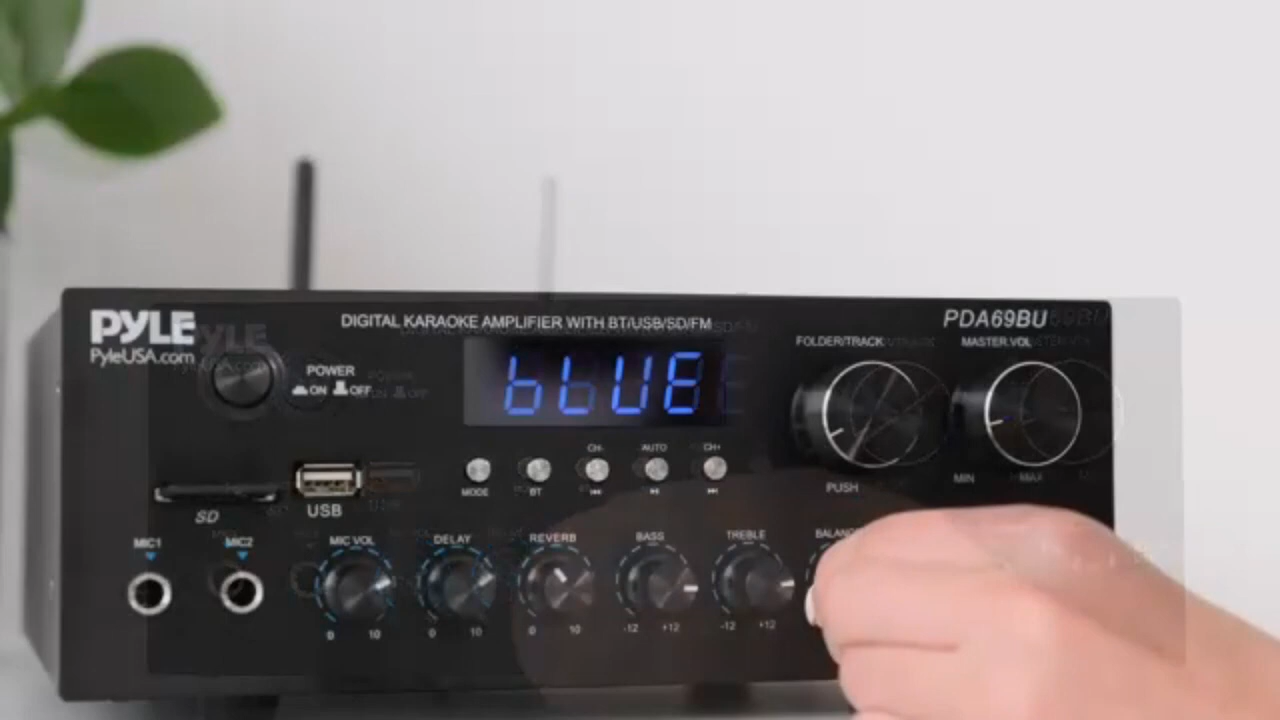 PYLE
PyleUSA.com
DIGITAL KARAOKE AMPLIFIER WITH BT/USB/SD/FM
PDA69BU
FOLDER/TRACK
MASTER.VOL
POWER
ON OFF
bLUE
PUSH
MIN MAX
CH- AUTO CH+
MODE BT
SD
USB
MIC1 MIC2 MIC VOL DELAY REVERB BASS TREBLE
0 10 0 10 0 10 -12 +12 -12 +12